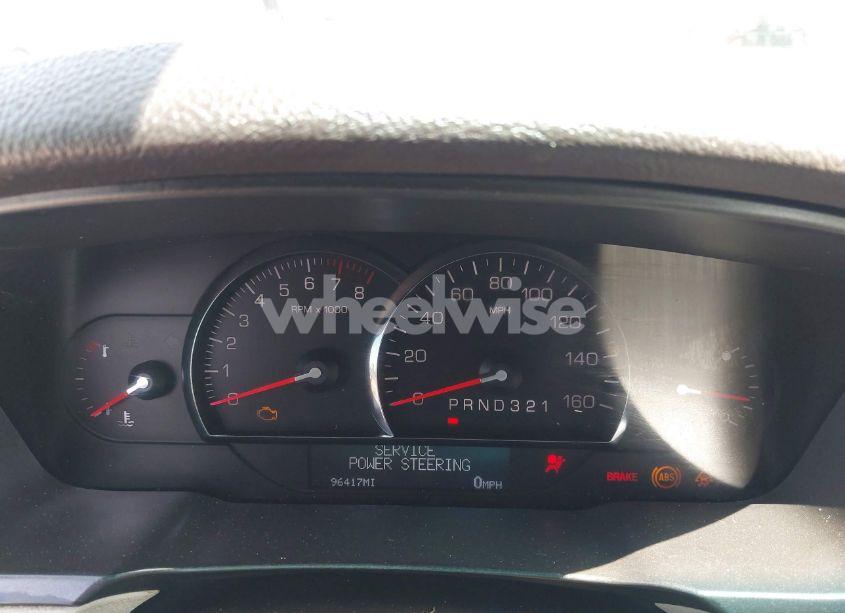 wheelwise
0 1 2 3 4 5 6 7 8
RPM x 1000
0 20 40 60 80 100 120 140 160
MPH
PRND321
SERVICE
POWER STEERING
96417MI 0MPH
BRAKE ABS